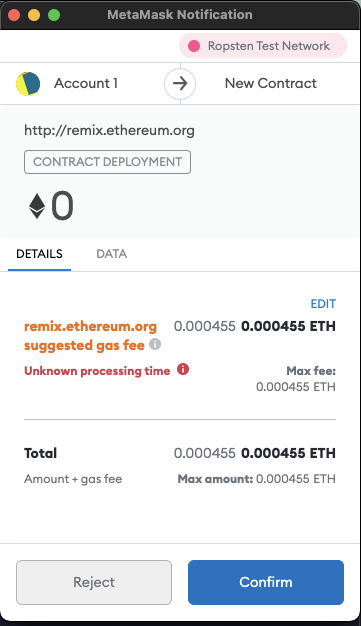 MetaMask Notification
Ropsten Test Network
Account 1
New Contract
http://remix.ethereum.org
CONTRACT DEPLOYMENT
0
DETAILS DATA
EDIT
remix.ethereum.org 0.000455 0.000455 ETH
suggested gas fee
Unknown processing time Max fee:
0.000455 ETH
Total 0.000455 0.000455 ETH
Amount + gas fee Max amount: 0.000455 ETH
Reject Confirm